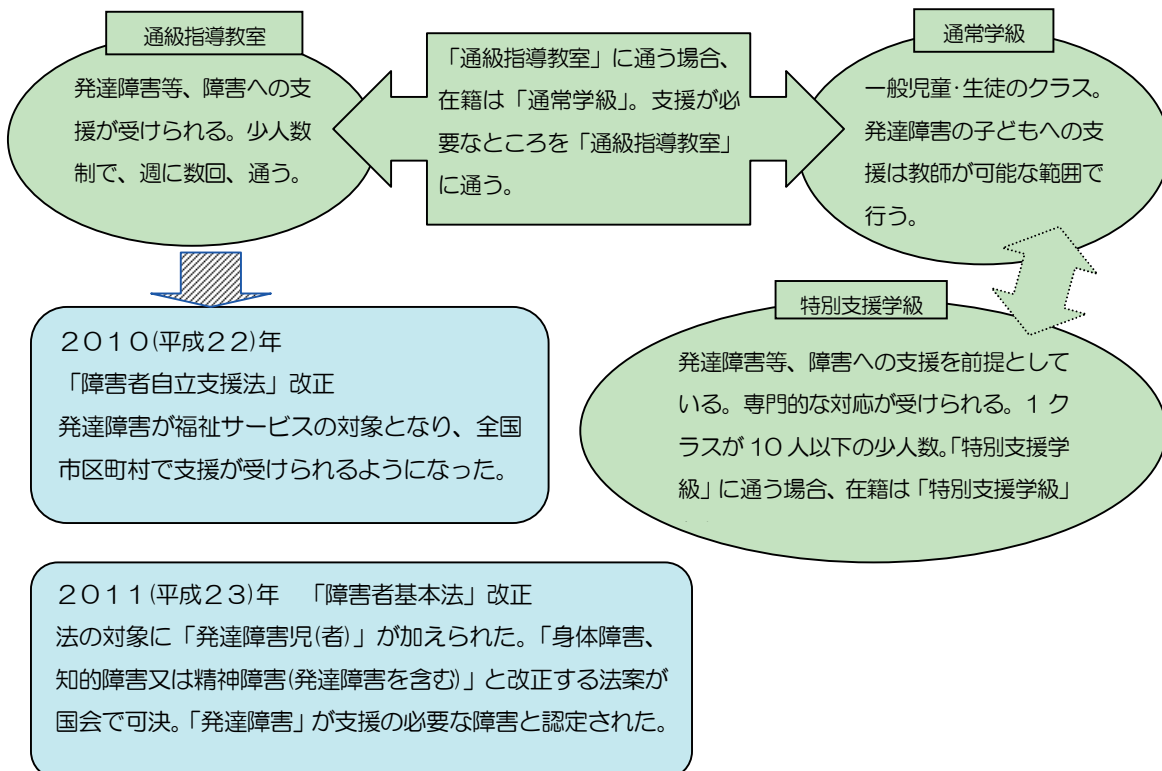 通級指導教室
発達障害等、障害への支
援が受けられる。少人数
制で、週に数回、通う。
「通級指導教室」に通う場合、
在籍は「通常学級」。支援が必
要なところを「通級指導教室」
に通う。
通常学級
一般児童・生徒のクラス。
発達障害の子どもへの支
援は教師が可能な範囲で
行う。
特別支援学級
発達障害等、障害への支援を前提として
いる。専門的な対応が受けられる。1 ク
ラスが 10 人以下の少人数。「特別支援学
級」に通う場合、在籍は「特別支援学級」
2010(平成22)年
「障害者自立支援法」改正
発達障害が福祉サービスの対象となり、全国
市区町村で支援が受けられるようになった。
2011(平成23)年 「障害者基本法」改正
法の対象に「発達障害児(者)」が加えられた。「身体障害、
知的障害又は精神障害(発達障害を含む)」と改正する法案が
国会で可決。「発達障害」が支援の必要な障害と認定された。